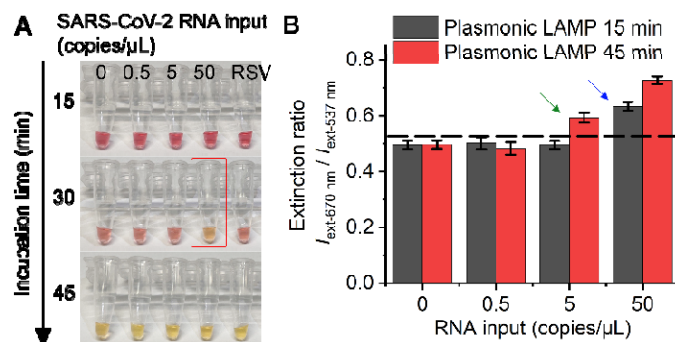 A
SARS-CoV-2 RNA input
(copies/µL)
0 0.5 5 50 RSV
Incubation time (min)
15
30
45
B
Plasmonic LAMP 15 min
Plasmonic LAMP 45 min
Extinction ratio
I ext-670 nm / I ext-537 nm
0.8
0.6
0.4
0.2
0.0
0 0.5 5 50
RNA input (copies/µL)